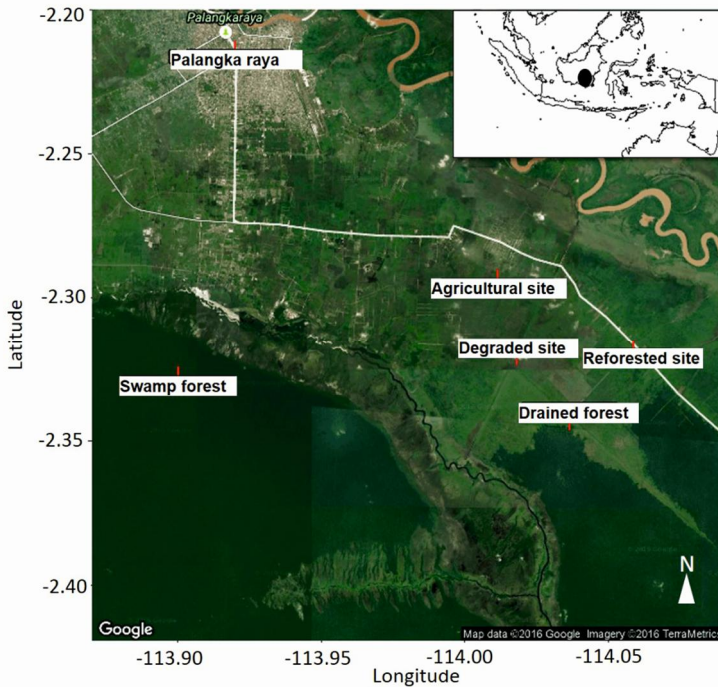 -2.20
Palangkaraya
Palangka raya
-2.25
-2.30
Agricultural site
Degraded site
Reforested site
Swamp forest
Drained forest
-2.35
-2.40
Latitude
N
Google
Map data ©2016 Google Imagery ©2016 TerraMetrics
-113.90
-113.95
-114.00
-114.05
Longitude